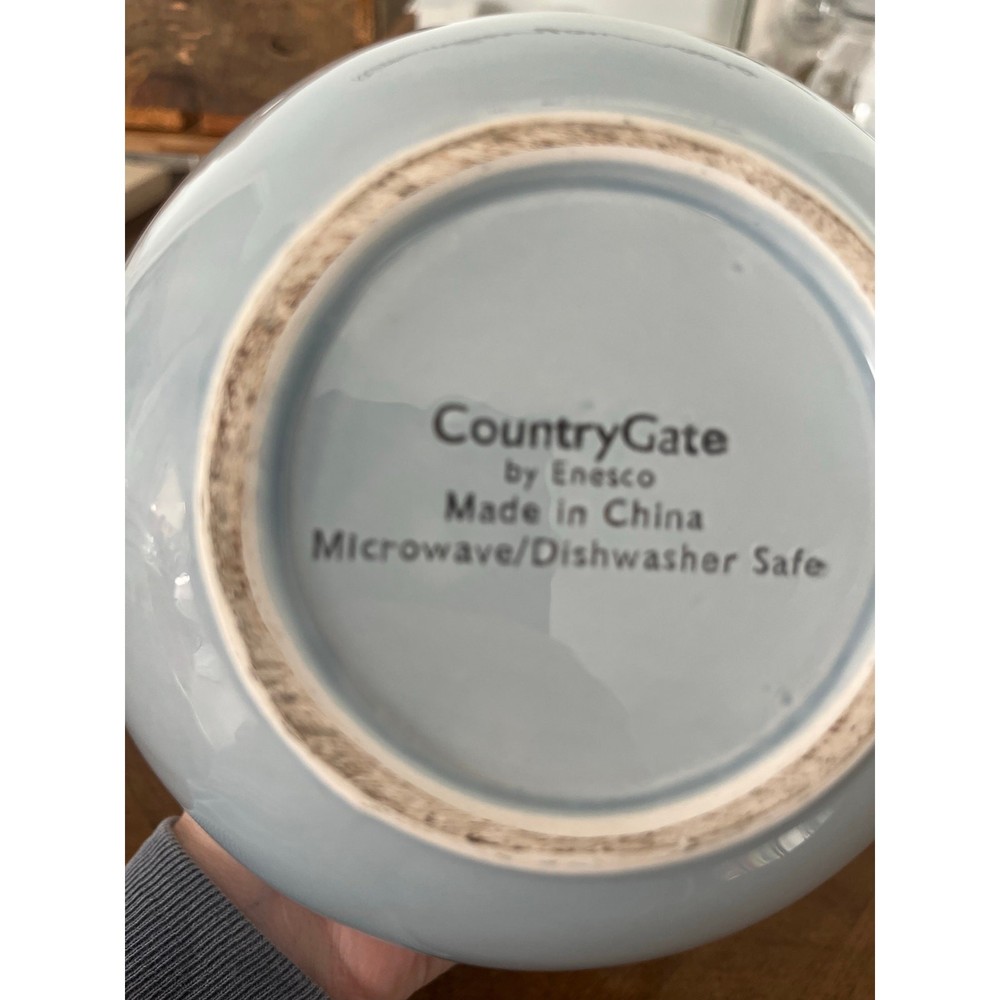 CountryGate
by Enesco
Made in China
Microwave/Dishwasher Safe